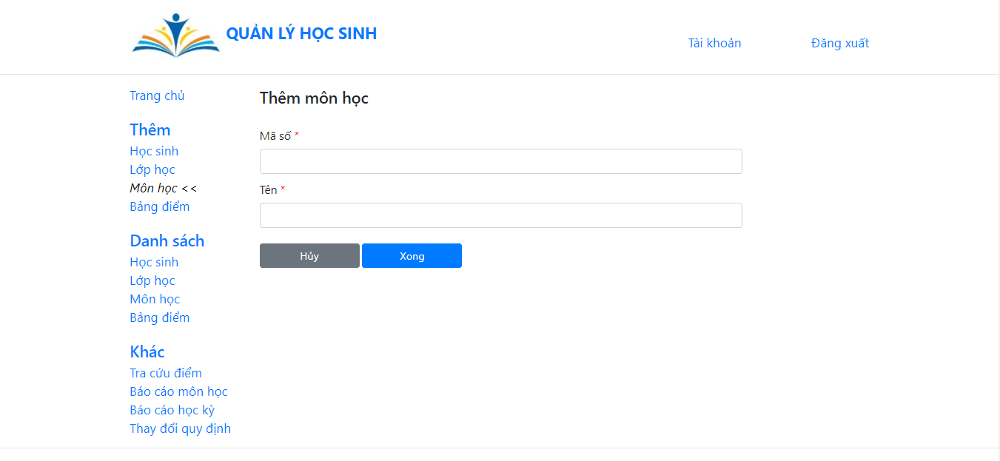 QUẢN LÝ HỌC SINH
Tài khoản
Đăng xuất
Trang chủ
Thêm
Học sinh
Lớp học
Môn học <<
Bảng điểm
Danh sách
Học sinh
Lớp học
Môn học
Bảng điểm
Khác
Tra cứu điểm
Báo cáo môn học
Báo cáo học kỳ
Thay đổi quy định
Thêm môn học
Mã số *
Tên *
Hủy
Xong